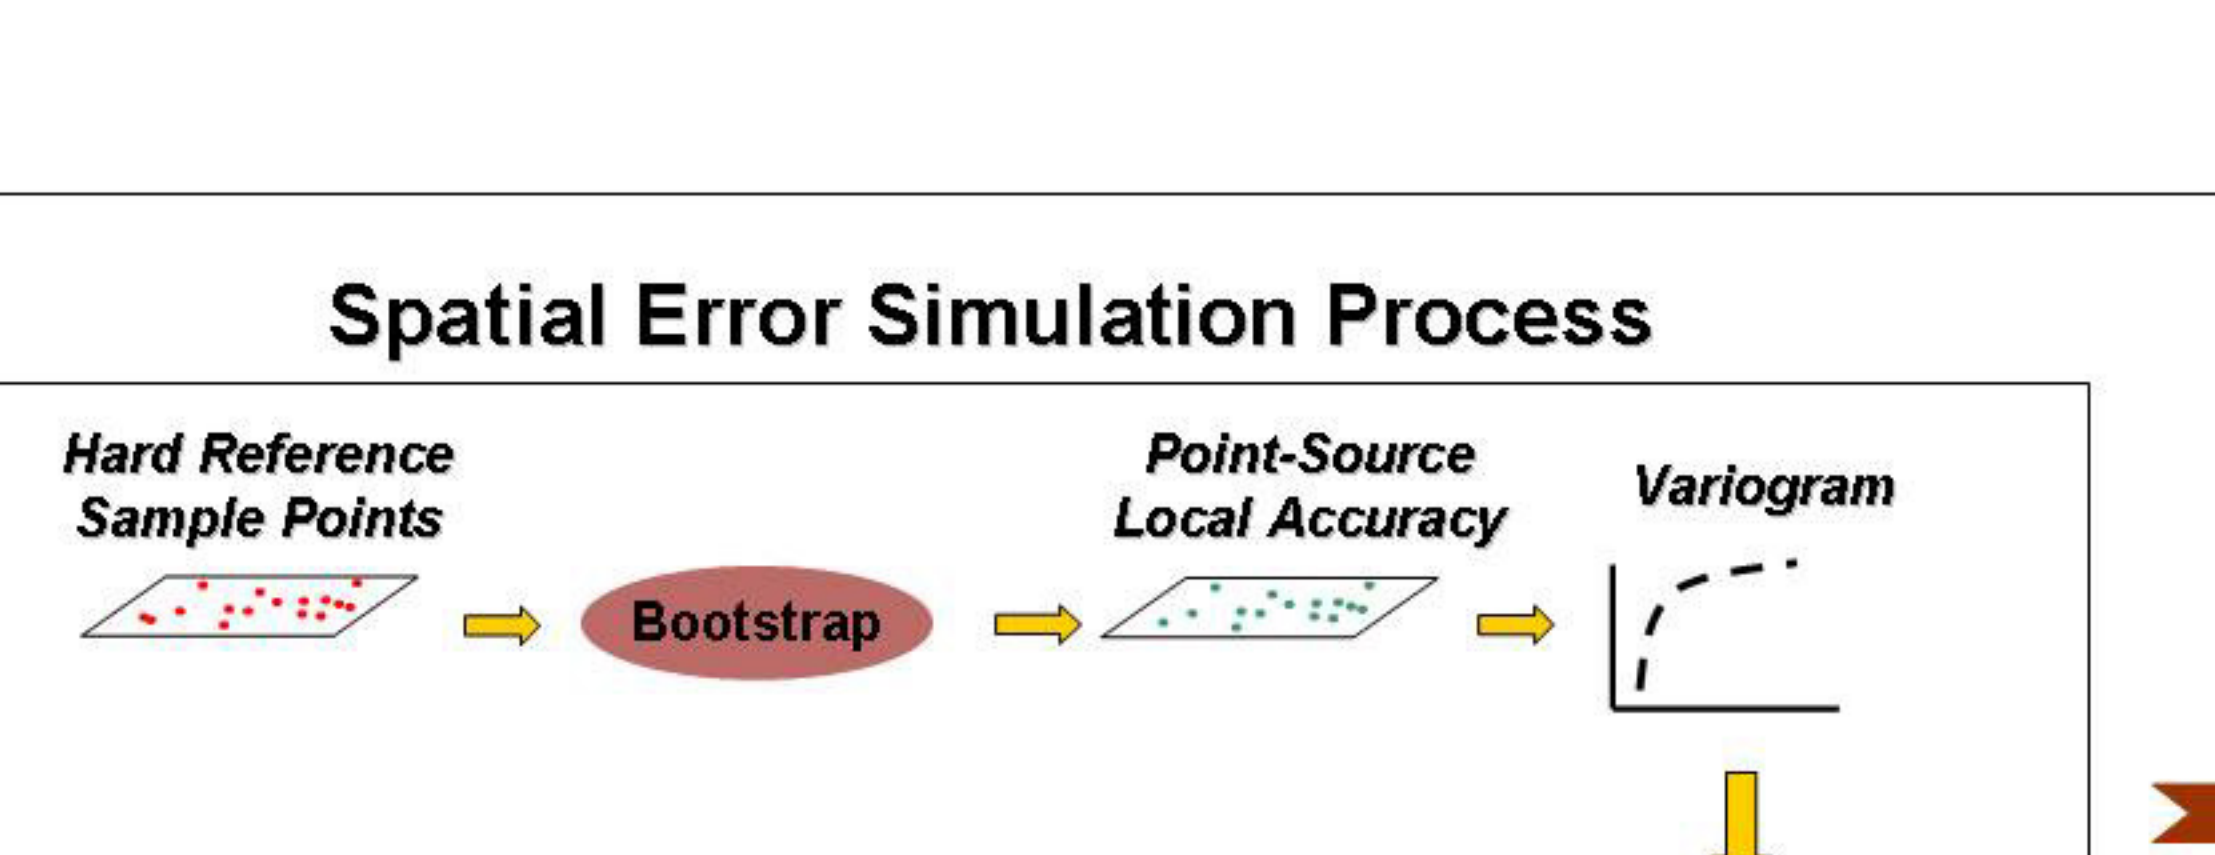 Spatial Error Simulation Process
Hard Reference
Sample Points
Bootstrap
Point-Source
Local Accuracy
Variogram